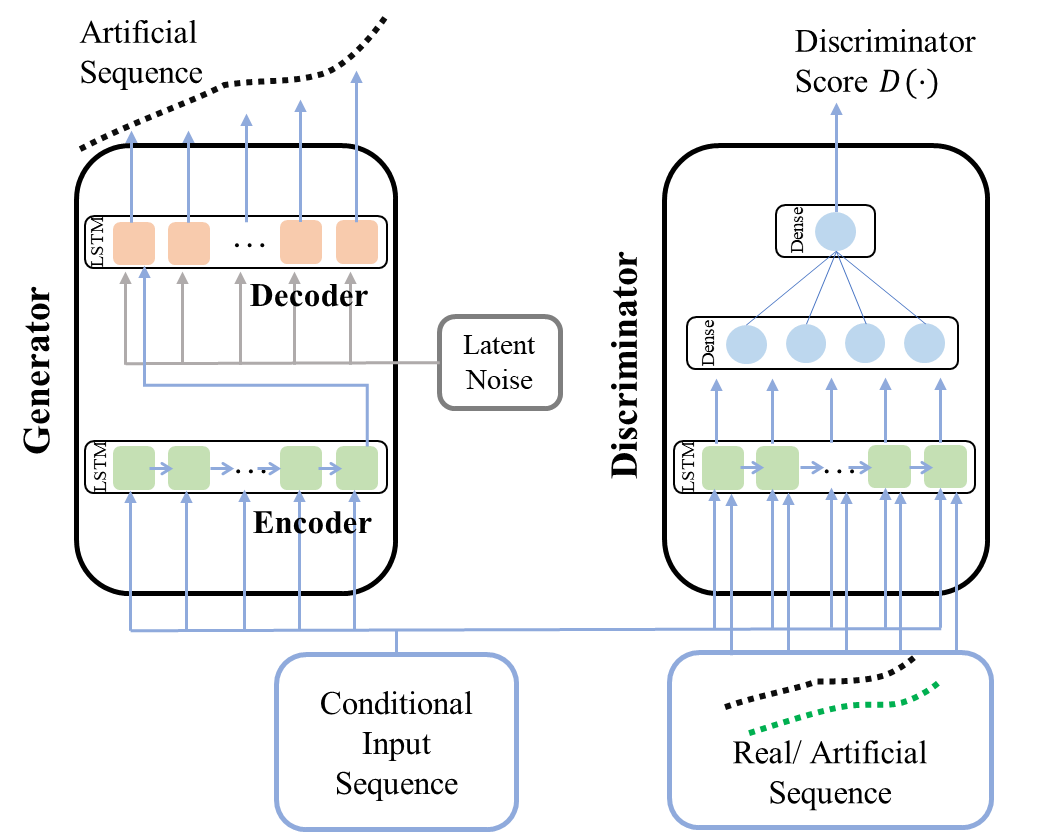 Artificial
Sequence
LSTM
. . .
Decoder
Generator
Latent
Noise
LSTM
. . .
Encoder
Conditional
Input
Sequence
Discriminator
Score D(·)
Dense
Dense
Discriminator
LSTM
. . .
Real/ Artificial
Sequence